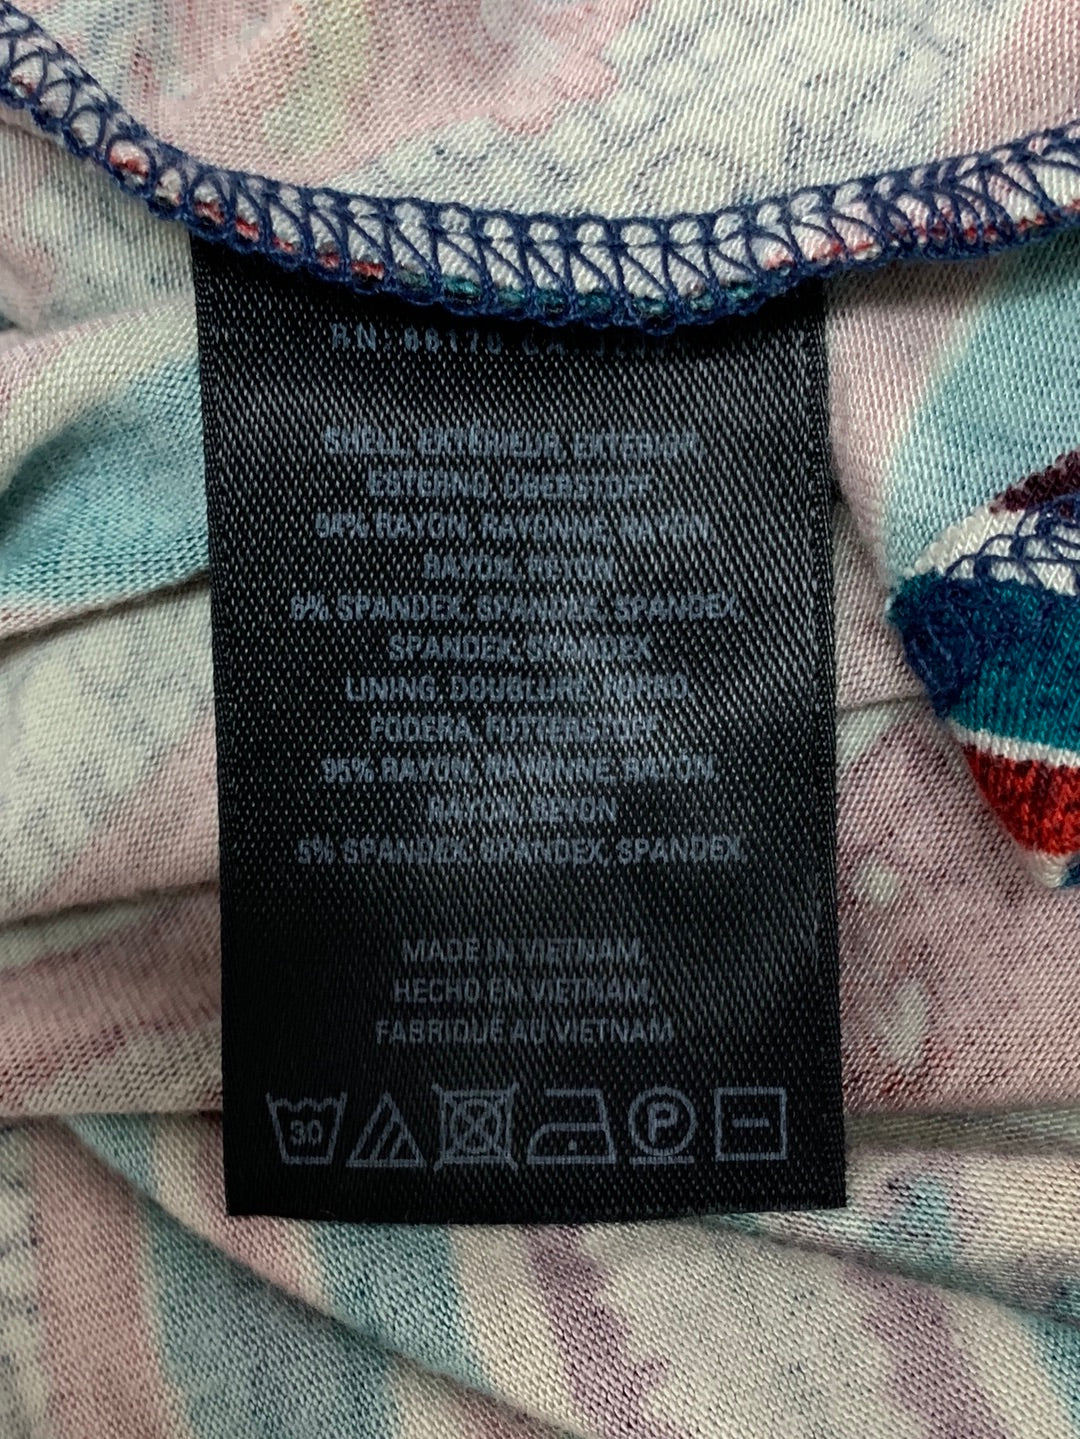 RN: 66170
SHELL, EXTÉRIEUR, EXTERIOR,
ESTERNO, OBERSTOFF
94% RAYON, RAYONNE, RAYON,
RAYON, REYON
6% SPANDEX, SPANDEX, SPANDEX,
SPANDEX, SPANDEX
LINING, DOUBLURE, FORRO,
FODERA, FUTTERSTOFF
95% RAYON, RAYONNE, RAYON,
RAYON, REYON
5% SPANDEX, SPANDEX, SPANDEX,
MADE IN VIETNAM,
HECHO EN VIETNAM,
FABRIQUÉ AU VIETNAM
30 P